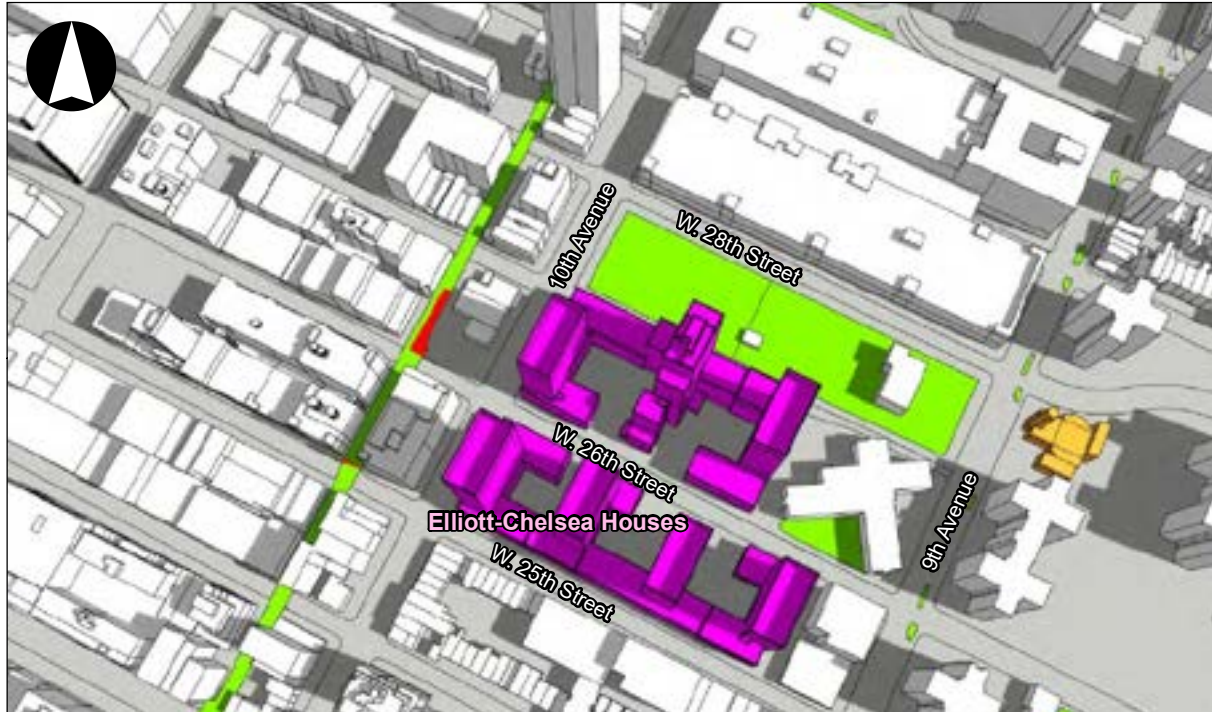 10th Avenue
W. 28th Street
W. 26th Street
9th Avenue
Elliott-Chelsea Houses
W. 25th Street